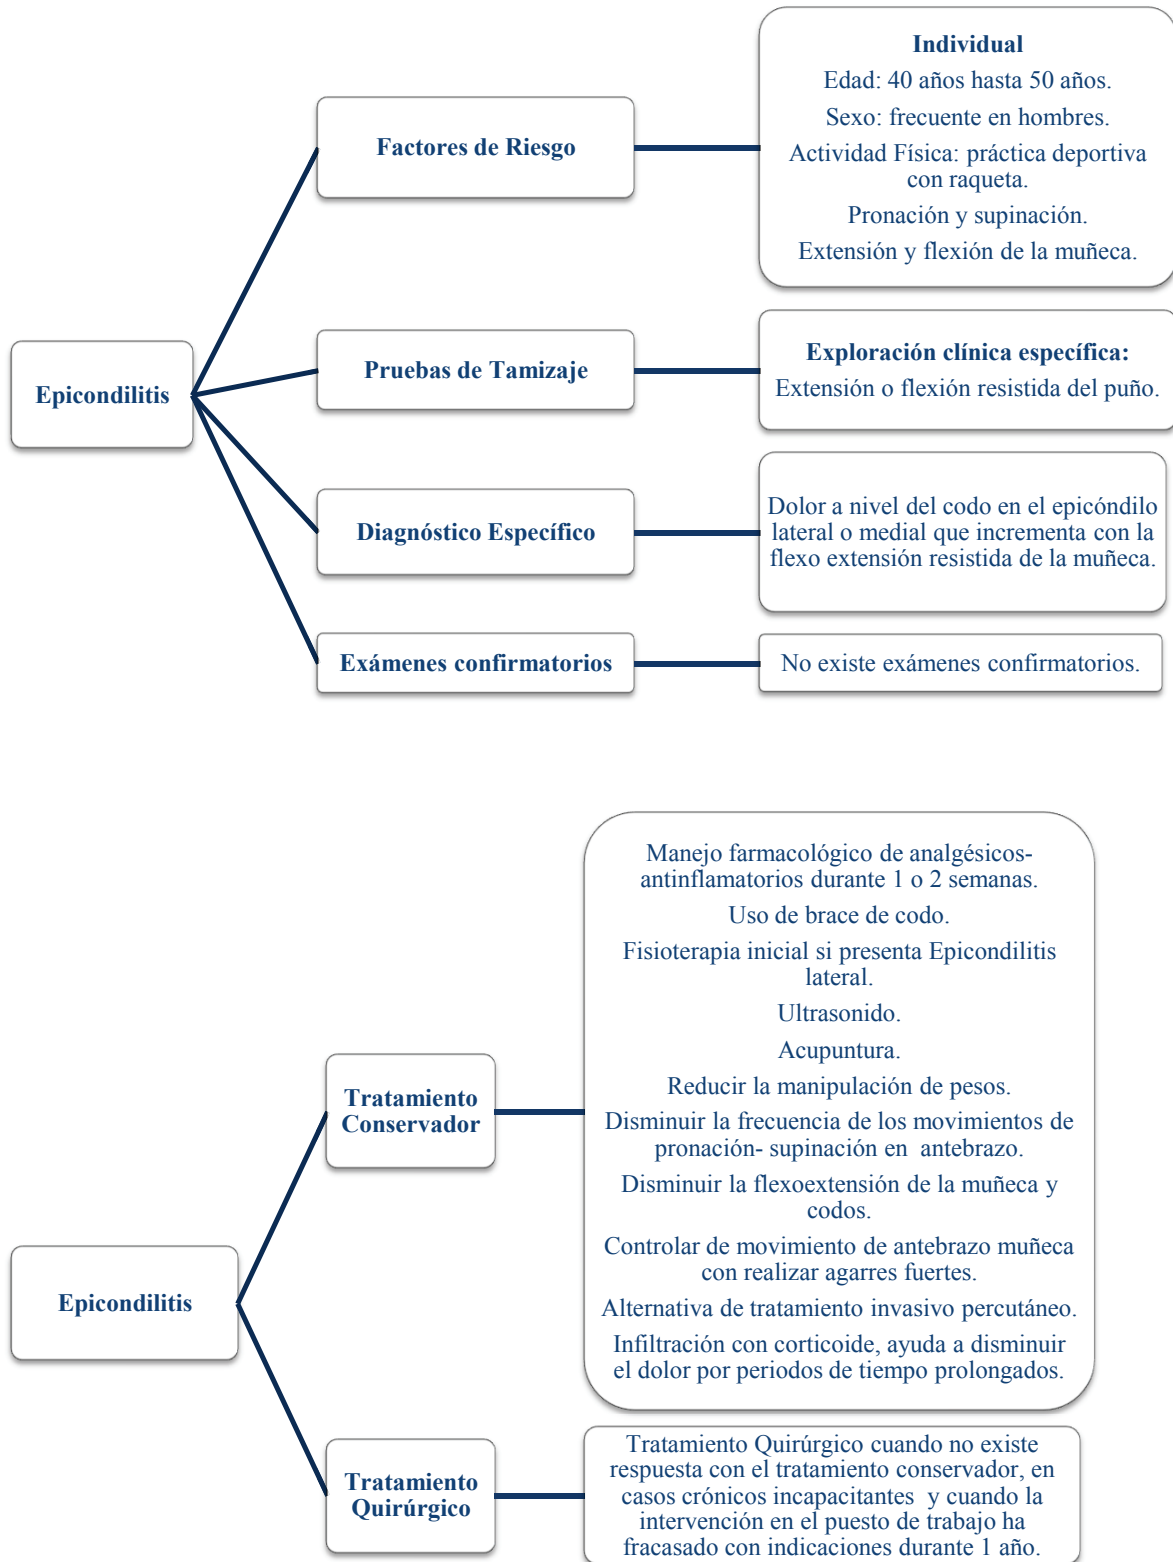 Individual
Edad: 40 años hasta 50 años.
Sexo: frecuente en hombres.
Actividad Física: práctica deportiva
con raqueta.
Pronación y supinación.
Extensión y flexión de la muñeca.
Factores de Riesgo
Epicondilitis
Pruebas de Tamizaje
Exploración clínica específica:
Extensión o flexión resistida del puño.
Diagnóstico Específico
Dolor a nivel del codo en el epicóndilo
lateral o medial que incrementa con la
flexo extensión resistida de la muñeca.
Exámenes confirmatorios
No existe exámenes confirmatorios.
Manejo farmacológico de analgésicos-
antinflamatorios durante 1 o 2 semanas.
Uso de brace de codo.
Fisioterapia inicial si presenta Epicondilitis
lateral.
Ultrasonido.
Acupuntura.
Reducir la manipulación de pesos.
Disminuir la frecuencia de los movimientos de
pronación- supinación en antebrazo.
Disminuir la flexoextensión de la muñeca y
codos.
Controlar de movimiento de antebrazo muñeca
con realizar agarres fuertes.
Alternativa de tratamiento invasivo percutáneo.
Infiltración con corticoide, ayuda a disminuir
el dolor por periodos de tiempo prolongados.
Tratamiento
Conservador
Epicondilitis
Tratamiento
Quirúrgico
Tratamiento Quirúrgico cuando no existe
respuesta con el tratamiento conservador, en
casos crónicos incapacitantes y cuando la
intervención en el puesto de trabajo ha
fracasado con indicaciones durante 1 año.